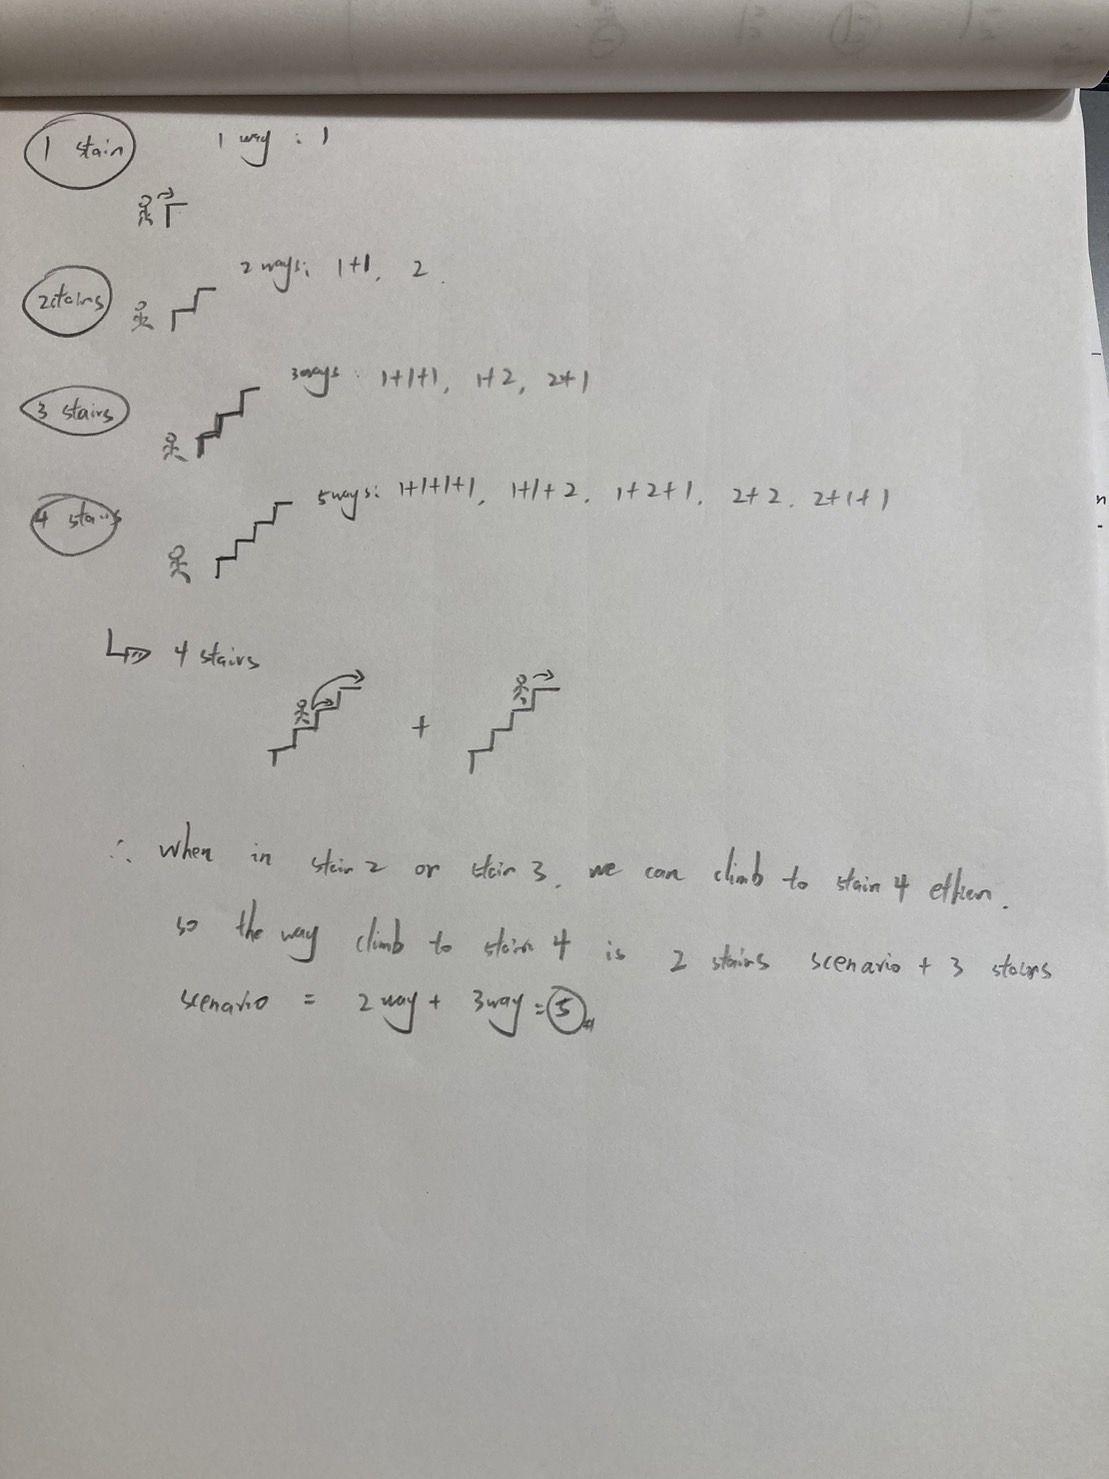 1 stair 1 way : 1
2 stairs 2 ways: 1+1, 2.
3 stairs 3 ways: 1+1+1, 1+2, 2+1
4 stairs 5 ways: 1+1+1+1, 1+1+2, 1+2+1, 2+2, 2+1+1
↳ 4 stairs
+
∴ When in stair 2 or stair 3, we can climb to stair 4 either.
so the way climb to stair 4 is 2 stairs scenario + 3 stairs
scenario = 2 way + 3 way = 5